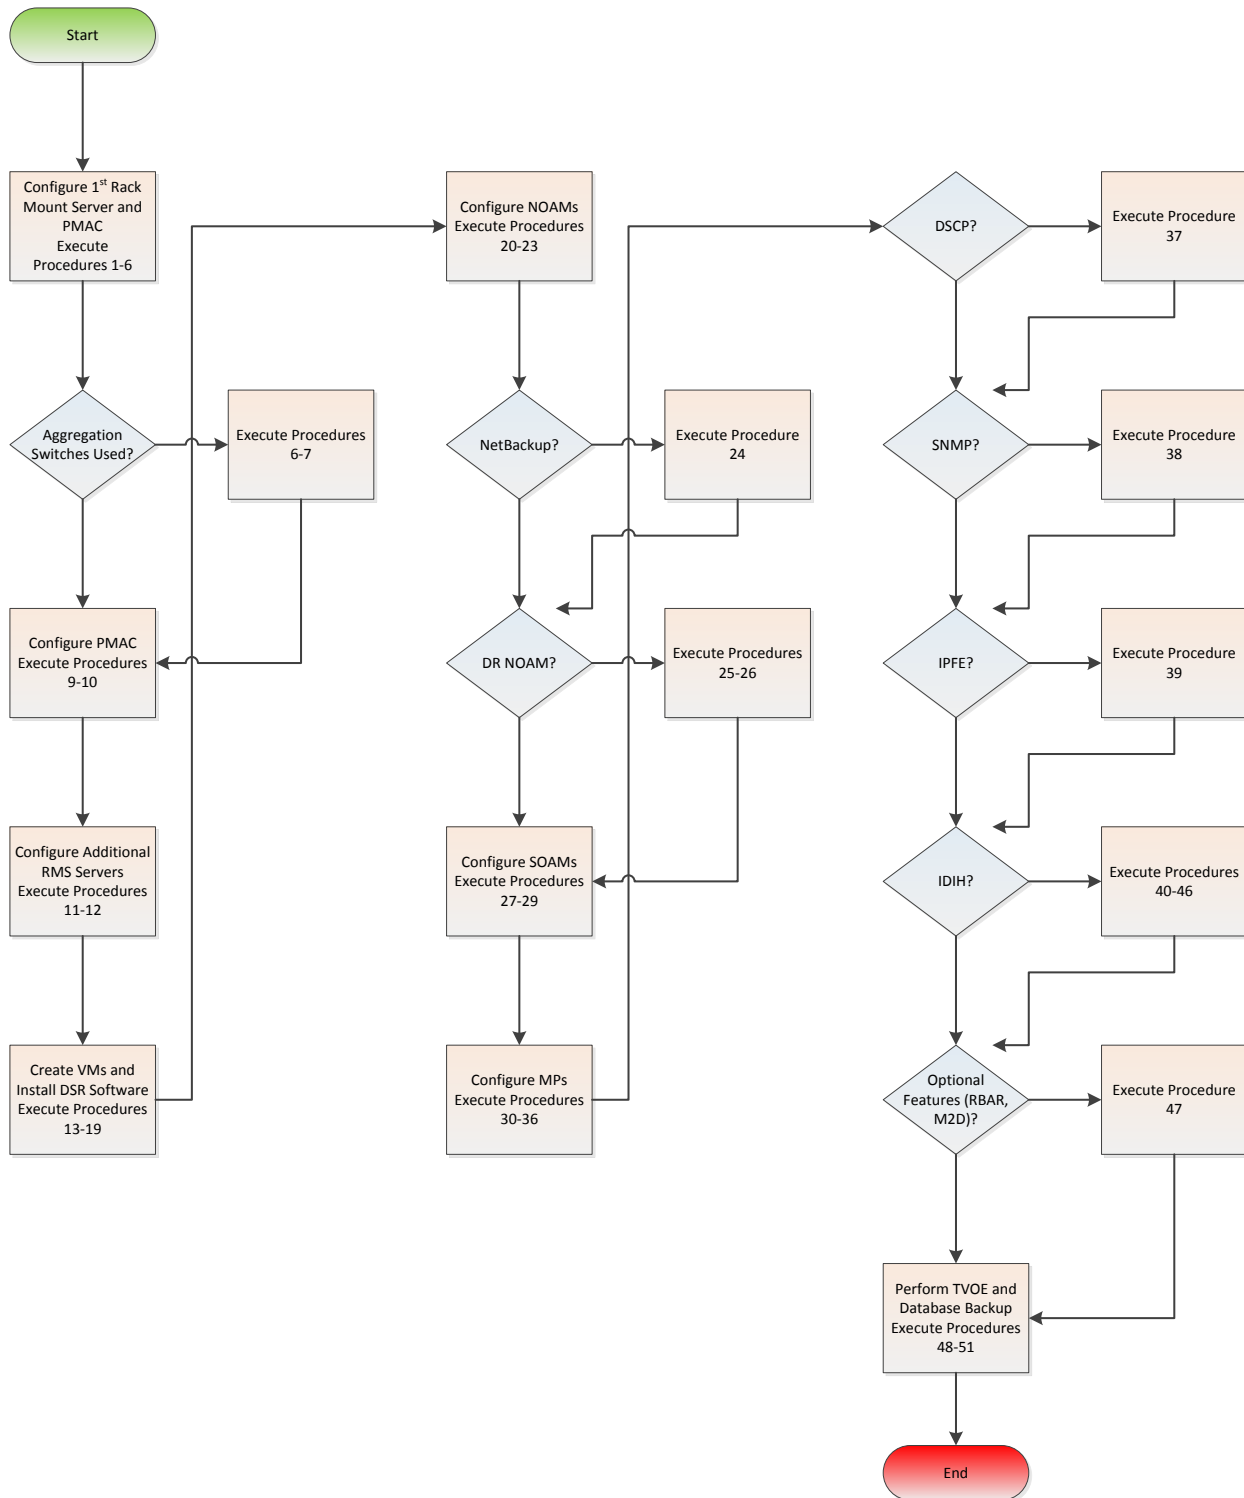 Start
Configure 1st Rack
Mount Server and
PMAC
Execute
Procedures 1-6
Aggregation
Switches Used?
Execute Procedures
6-7
Configure PMAC
Execute Procedures
9-10
Configure Additional
RMS Servers
Execute Procedures
11-12
Create VMs and
Install DSR Software
Execute Procedures
13-19
Configure NOAMs
Execute Procedures
20-23
NetBackup?
Execute Procedure
24
DR NOAM?
Execute Procedures
25-26
Configure SOAMs
Execute Procedures
27-29
Configure MPs
Execute Procedures
30-36
DSCP?
Execute Procedure
37
SNMP?
Execute Procedure
38
IPFE?
Execute Procedure
39
IDIH?
Execute Procedures
40-46
Optional
Features (RBAR,
M2D)?
Execute Procedure
47
Perform TVOE and
Database Backup
Execute Procedures
48-51
End